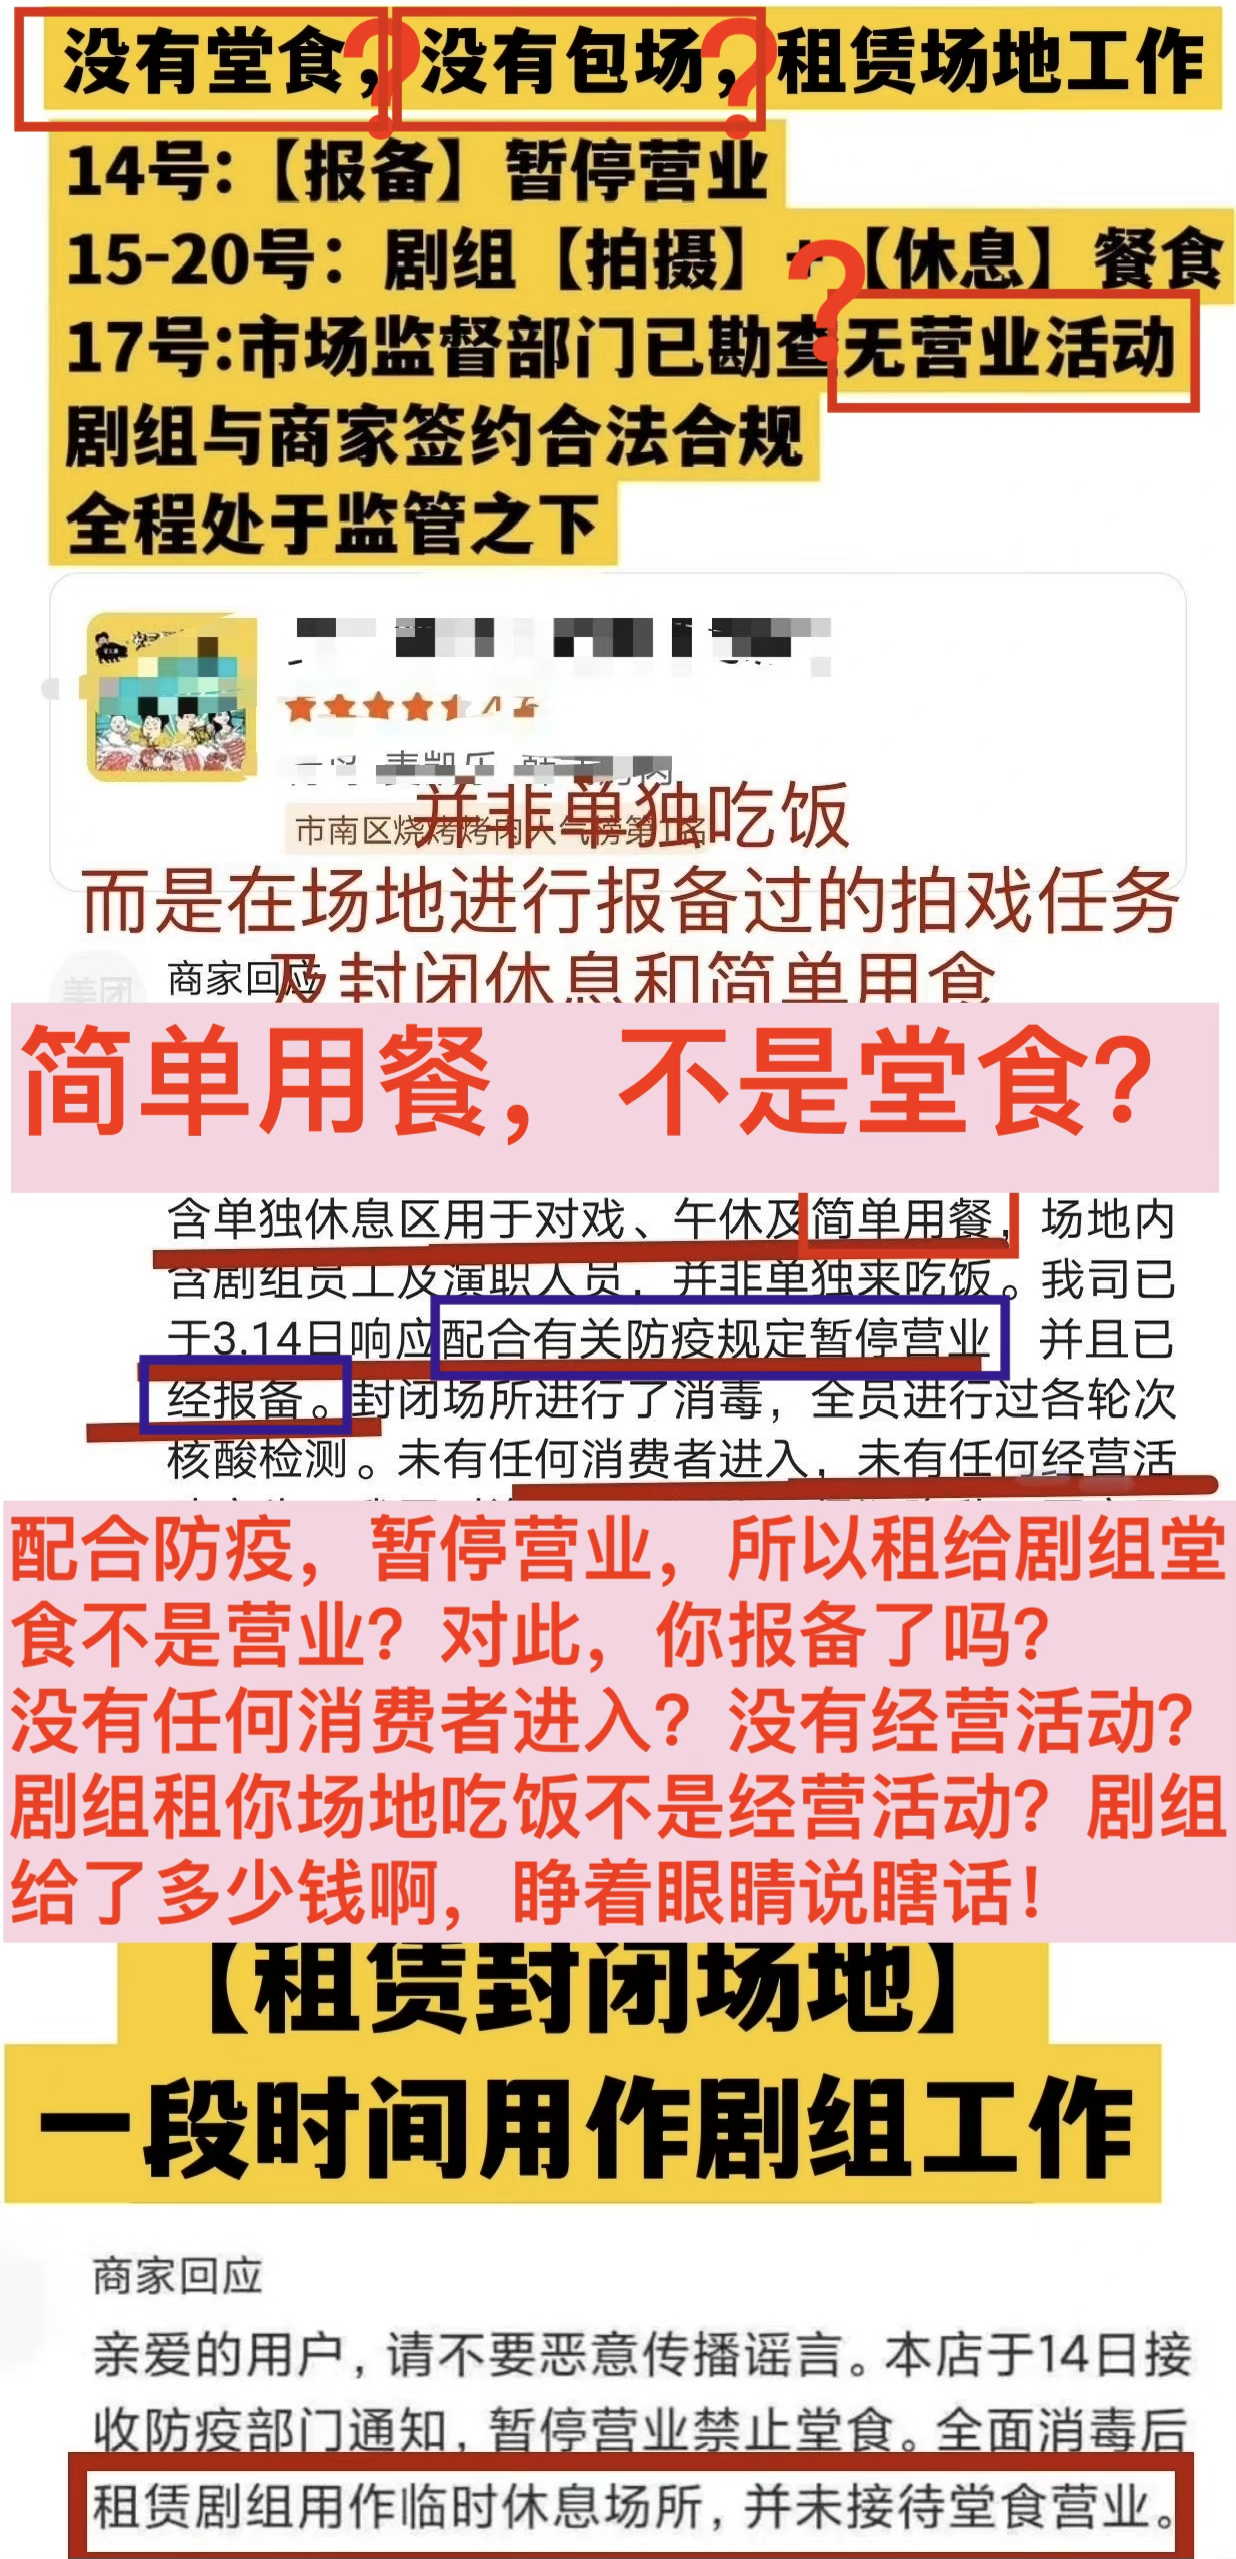 没有堂食，没有包场，租赁场地工作
14号:【报备】暂停营业
15-20号：剧组【拍摄】+【休息】餐食
17号:市场监督部门已勘查无营业活动
剧组与商家签约合法合规
全程处于监管之下
？
？
？
市南区烧烤烤肉人气榜第1名
并非单独吃饭
而是在场地进行报备过的拍戏任务
及封闭休息和简单用食
美团
商家回应
简单用餐，不是堂食？
含单独休息区用于对戏、午休及简单用餐，场地内
含剧组员工及演职人员，并非单独来吃饭。我司已
于3.14日响应配合有关防疫规定暂停营业 并且已
经报备。封闭场所进行了消毒，全员进行过各轮次
核酸检测。未有任何消费者进入，未有任何经营活
配合防疫，暂停营业，所以租给剧组堂
食不是营业？对此，你报备了吗？
没有任何消费者进入？没有经营活动？
剧组租你场地吃饭不是经营活动？剧组
给了多少钱啊，睁着眼睛说瞎话！
【租赁封闭场地】
一段时间用作剧组工作
商家回应
亲爱的用户，请不要恶意传播谣言。本店于14日接
收防疫部门通知，暂停营业禁止堂食。全面消毒后
租赁剧组用作临时休息场所，并未接待堂食营业。